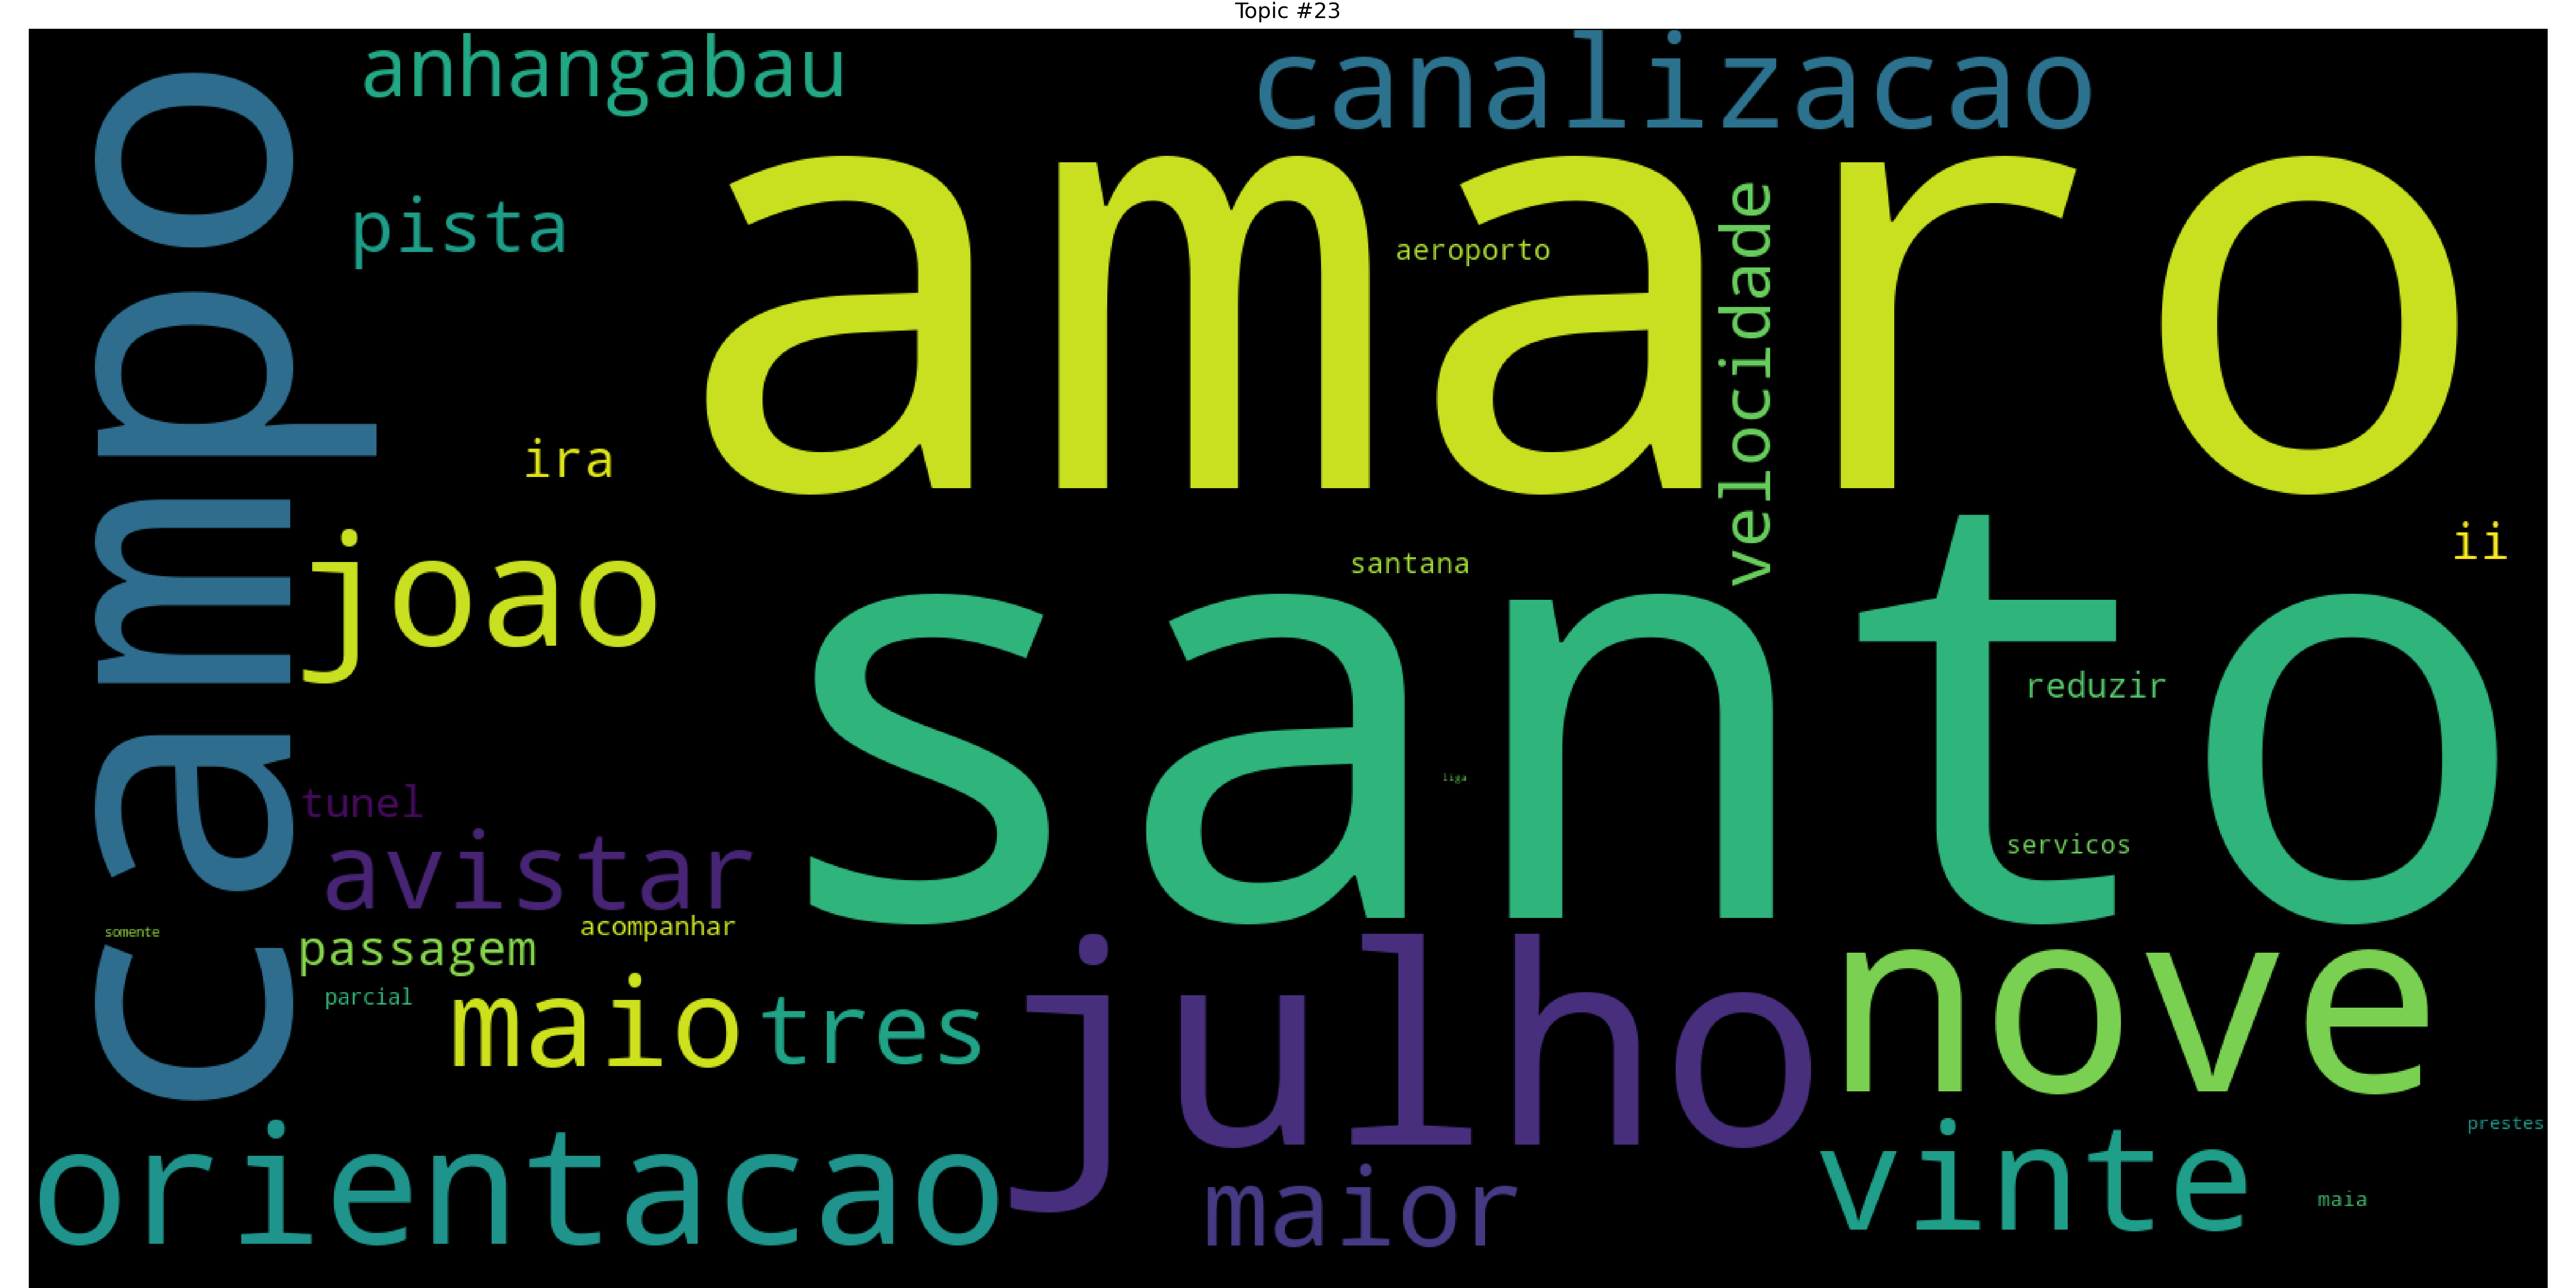 Topic #23
anhangabau
canalizacao
campo
amaro
pista
velocidade
aeroporto
ira
joao
santana
ii
santo
reduzir
tunel
liga
avistar
servicos
somente
acompanhar
passagem
parcial
maio
tres
julho
nove
orientacao
maior
vinte
prestes
maia